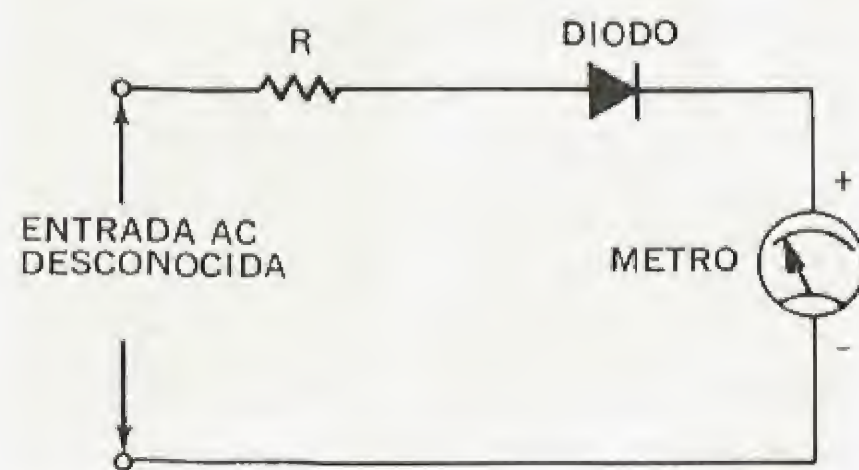 R
DIODO
ENTRADA AC
DESCONOCIDA
METRO
+
-